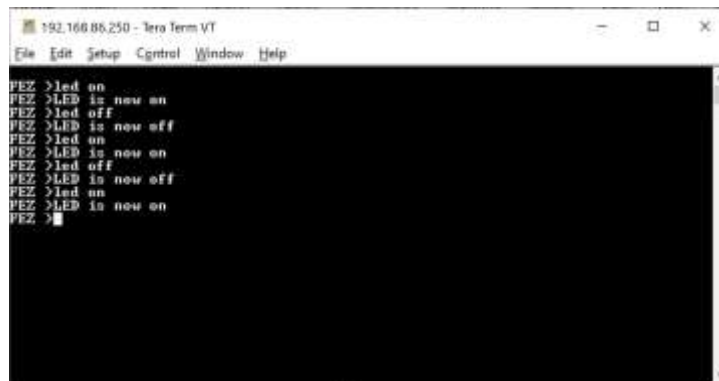 192.168.86.250 - Tera Term VT
File Edit Setup Control Window Help
FEZ >led on
FEZ >LED is now on
FEZ >led off
FEZ >LED is now off
FEZ >led on
FEZ >LED is now on
FEZ >led off
FEZ >LED is now off
FEZ >led on
FEZ >LED is now on
FEZ >